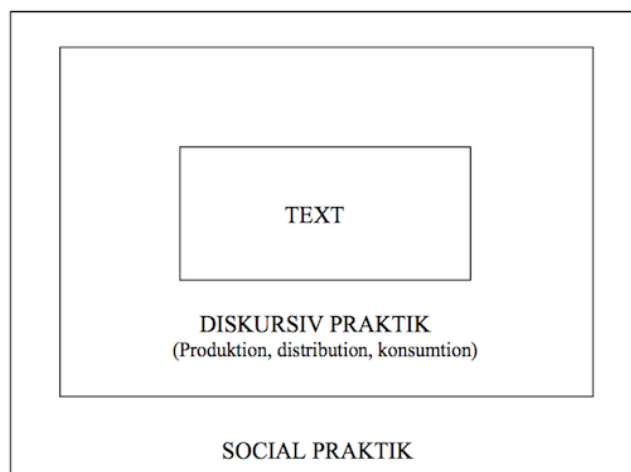 TEXT
DISKURSIV PRAKTIK
(Produktion, distribution, konsumtion)
SOCIAL PRAKTIK